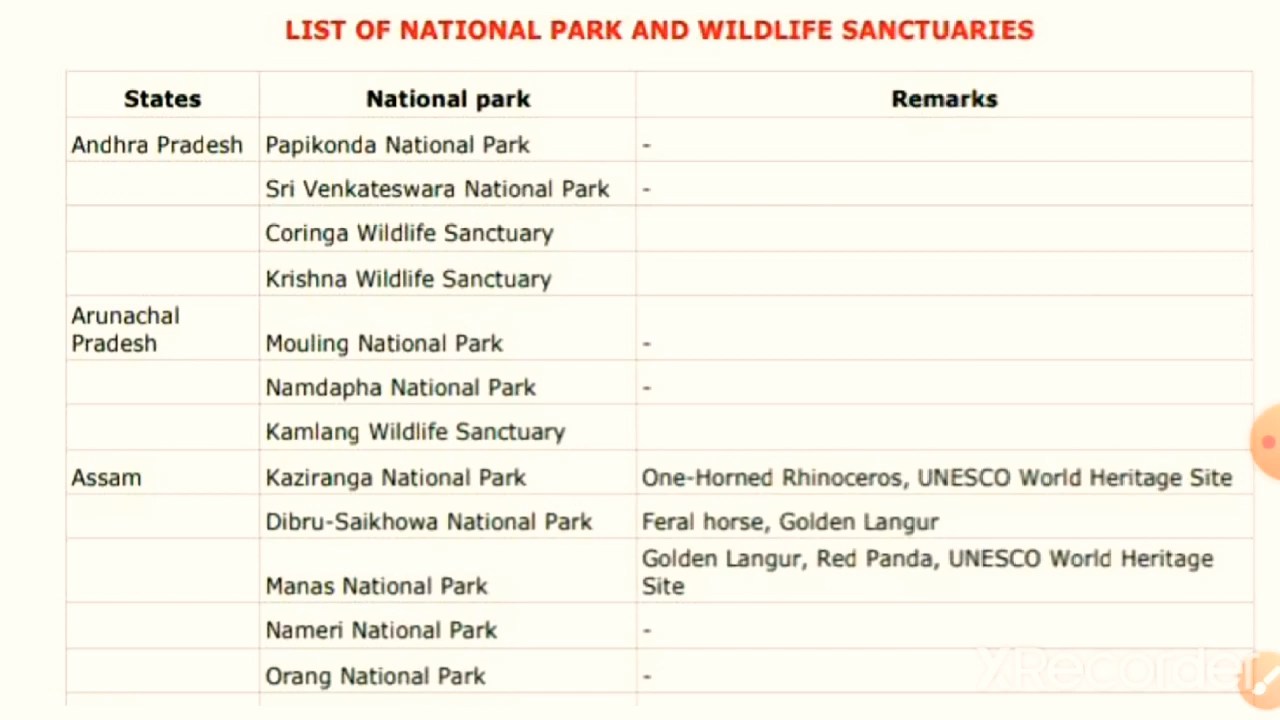 LIST OF NATIONAL PARK AND WILDLIFE SANCTUARIES
States National park Remarks
Andhra Pradesh Papikonda National Park -
Sri Venkateswara National Park -
Coringa Wildlife Sanctuary
Krishna Wildlife Sanctuary
Arunachal
Pradesh Mouling National Park -
Namdapha National Park -
Kamlang Wildlife Sanctuary
Assam Kaziranga National Park One-Horned Rhinoceros, UNESCO World Heritage Site
Dibru-Saikhowa National Park Feral horse, Golden Langur
Golden Langur, Red Panda, UNESCO World Heritage
Manas National Park Site
Nameri National Park -
Orang National Park -
XRecorder